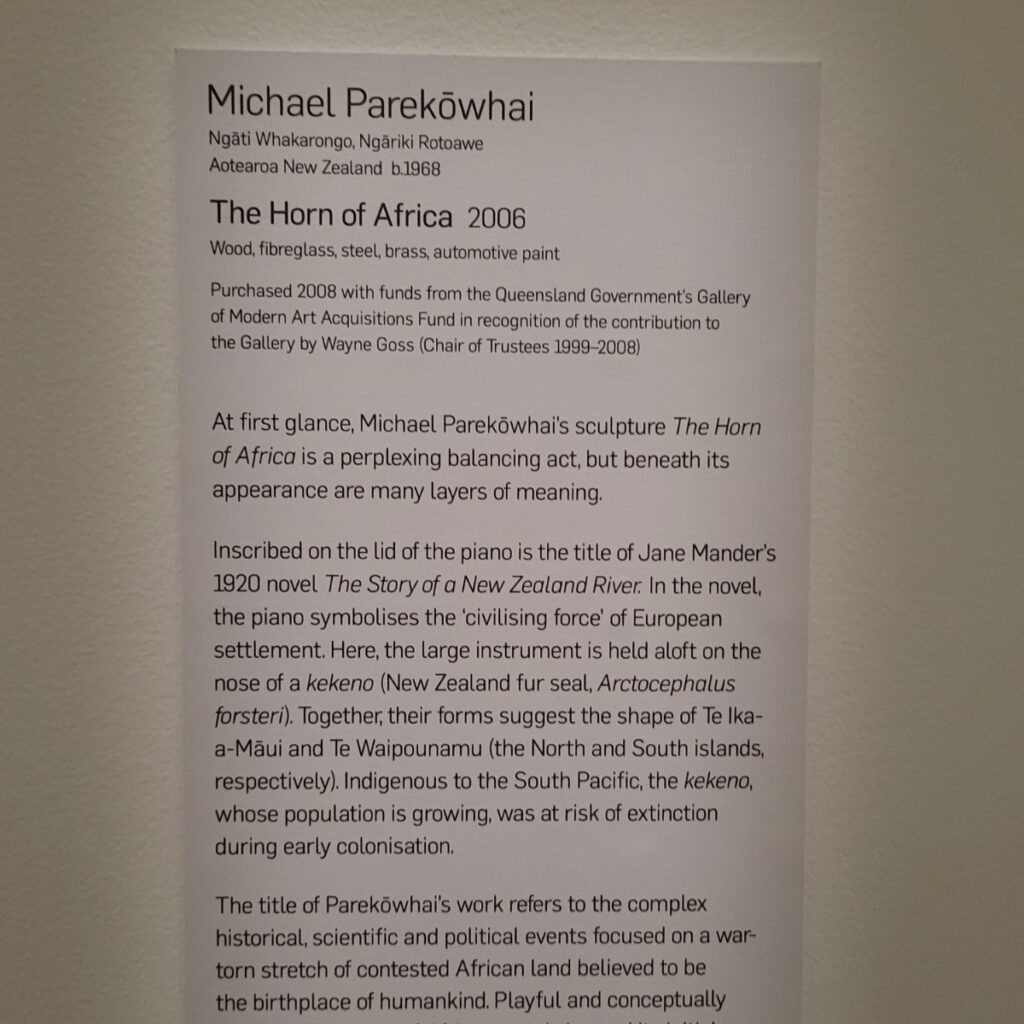 Michael Parekōwhai
Ngāti Whakarongo, Ngāriki Rotoawe
Aotearoa New Zealand b.1968
The Horn of Africa 2006
Wood, fibreglass, steel, brass, automotive paint
Purchased 2008 with funds from the Queensland Government's Gallery
of Modern Art Acquisitions Fund in recognition of the contribution to
the Gallery by Wayne Goss (Chair of Trustees 1999–2008)
At first glance, Michael Parekōwhai's sculpture The Horn
of Africa is a perplexing balancing act, but beneath its
appearance are many layers of meaning.
Inscribed on the lid of the piano is the title of Jane Mander's
1920 novel The Story of a New Zealand River. In the novel,
the piano symbolises the 'civilising force' of European
settlement. Here, the large instrument is held aloft on the
nose of a kekeno (New Zealand fur seal, Arctocephalus
forsteri). Together, their forms suggest the shape of Te Ika-
a-Māui and Te Waipounamu (the North and South islands,
respectively). Indigenous to the South Pacific, the kekeno,
whose population is growing, was at risk of extinction
during early colonisation.
The title of Parekōwhai's work refers to the complex
historical, scientific and political events focused on a war-
torn stretch of contested African land believed to be
the birthplace of humankind. Playful and conceptually